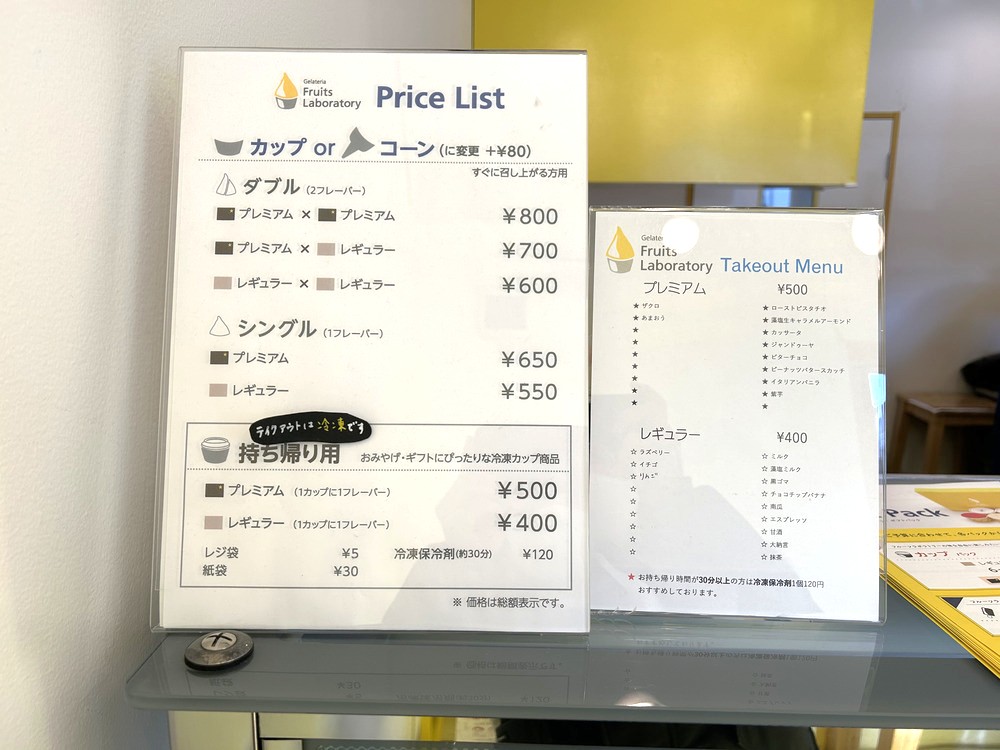 Gelateria
Fruits
Laboratory
Price List
カップ or コーン (に変更 +¥80)
すぐに召し上がる方用
ダブル (2フレーバー)
プレミアム × プレミアム ¥800
プレミアム × レギュラー ¥700
レギュラー × レギュラー ¥600
シングル (1フレーバー)
プレミアム ¥650
レギュラー ¥550
テイクアウトは冷凍です
持ち帰り用 おみやげ・ギフトにぴったりな冷凍カップ商品
プレミアム (1カップに1フレーバー) ¥500
レギュラー (1カップに1フレーバー) ¥400
レジ袋 ¥5 冷凍保冷剤(約30分) ¥120
紙袋 ¥30
※ 価格は総額表示です。
Fruits
Laboratory
Takeout Menu
プレミアム ¥500
★ ザクロ
★ あまおう
★
★
★
★
★
★
★
★ ローストピスタチオ
★ 藻塩生キャラメルアーモンド
★ カッサータ
★ ジャンドゥーヤ
★ ビターチョコ
★ ピーナッツバタースカッチ
★ イタリアンバニラ
★ 紫芋
★
レギュラー ¥400
☆ ラズベリー
☆ イチゴ
☆ りんご
☆
☆
☆
☆
☆
☆
☆ ミルク
☆ 藻塩ミルク
☆ 黒ゴマ
☆ チョコチップバナナ
☆ 南瓜
☆ エスプレッソ
☆ 甘酒
☆ 大納言
☆ 抹茶
★ お持ち帰り時間が30分以上の方は冷凍保冷剤1個120円
おすすめしております。
Pack
カップ パック